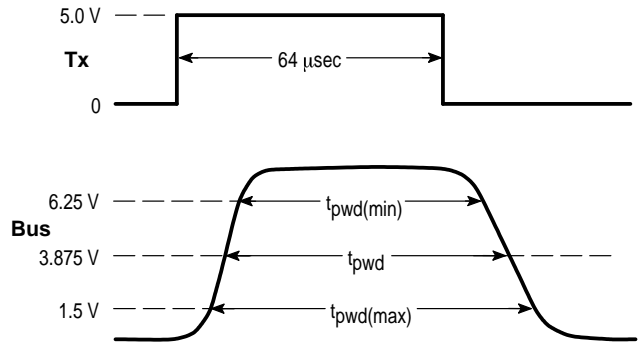 5.0 V
Tx
64 μsec
0
6.25 V
tpwd(min)
Bus
3.875 V
tpwd
1.5 V
tpwd(max)